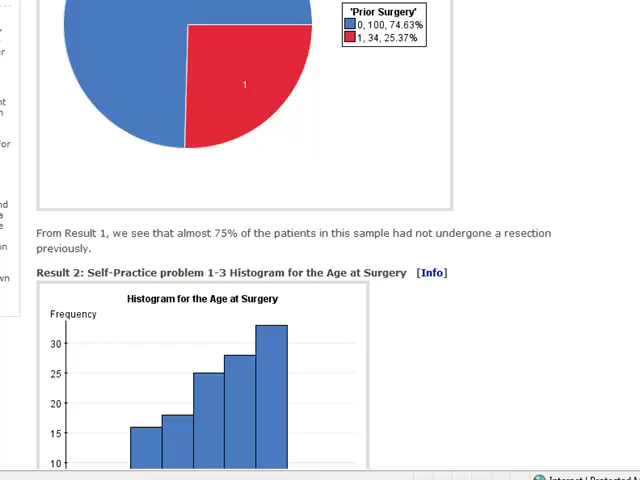 'Prior Surgery'
0, 100, 74.63%
1, 34, 25.37%
1
From Result 1, we see that almost 75% of the patients in this sample had not undergone a resection
previously.
Result 2: Self-Practice problem 1-3 Histogram for the Age at Surgery [Info]
Histogram for the Age at Surgery
Frequency
30
25
20
15
10